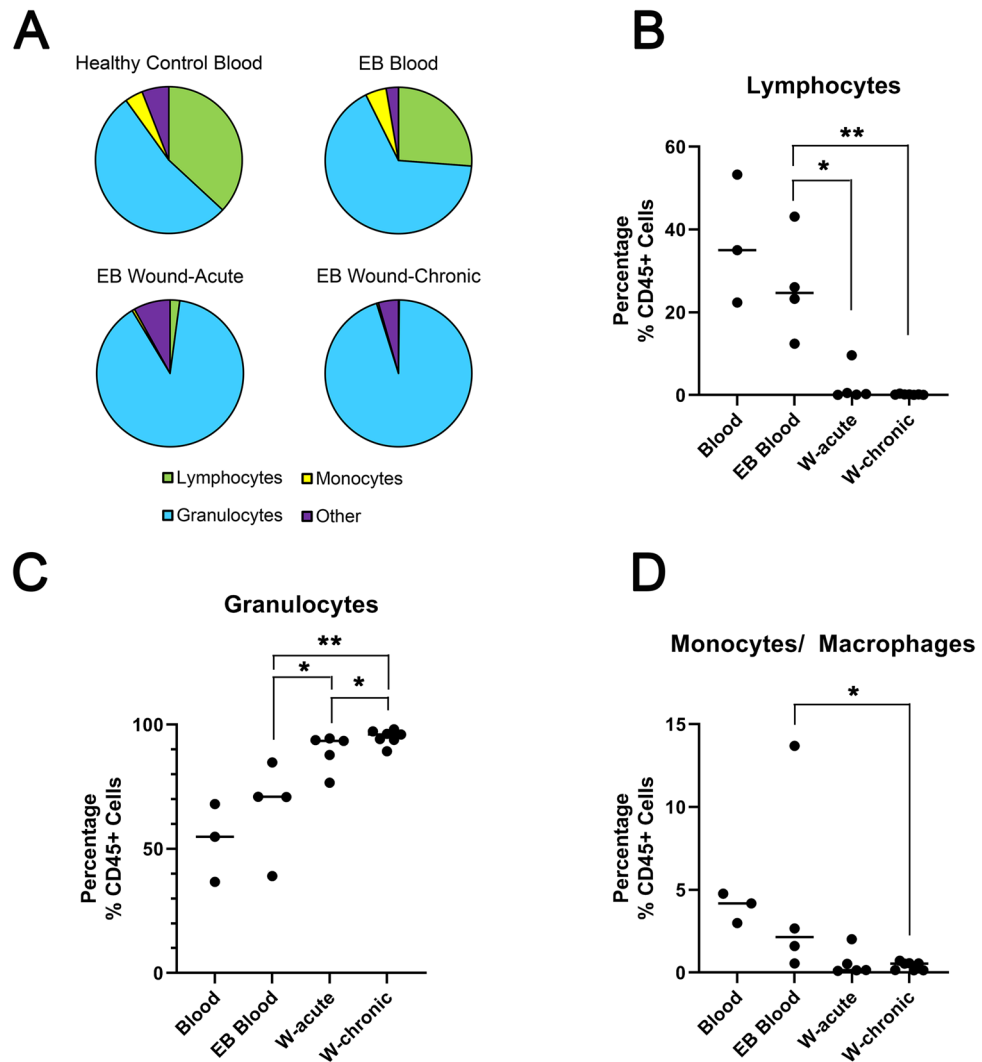 A
Healthy Control Blood
EB Blood
EB Wound-Acute
EB Wound-Chronic
Lymphocytes
Monocytes
Granulocytes
Other
B
Lymphocytes
**
*
60
40
20
0
Percentage
% CD45+ Cells
Blood
EB Blood
W-acute
W-chronic
C
Granulocytes
**
*
*
100
50
0
Percentage
% CD45+ Cells
Blood
EB Blood
W-acute
W-chronic
D
Monocytes/ Macrophages
*
15
10
5
0
Percentage
% CD45+ Cells
Blood
EB Blood
W-acute
W-chronic